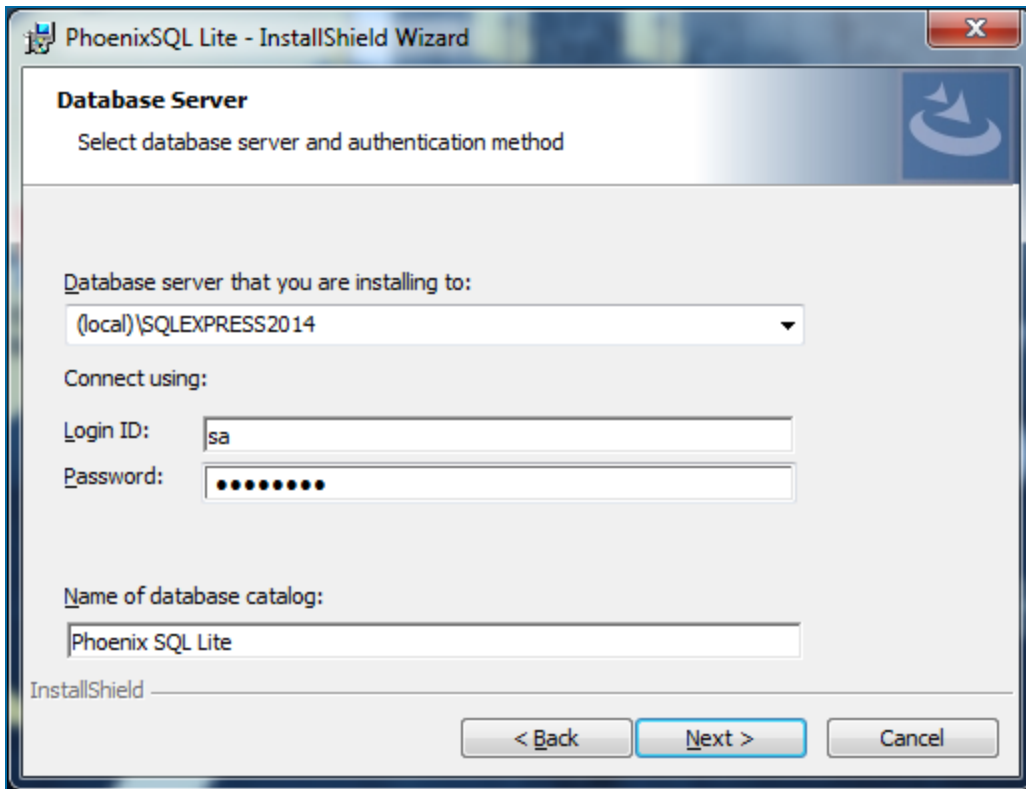 PhoenixSQL Lite - InstallShield Wizard
Database Server
Select database server and authentication method
Database server that you are installing to:
(local)\SQLEXPRESS2014
Connect using:
Login ID:
sa
Password:
●●●●●●●●
Name of database catalog:
Phoenix SQL Lite
InstallShield
< Back Next > Cancel